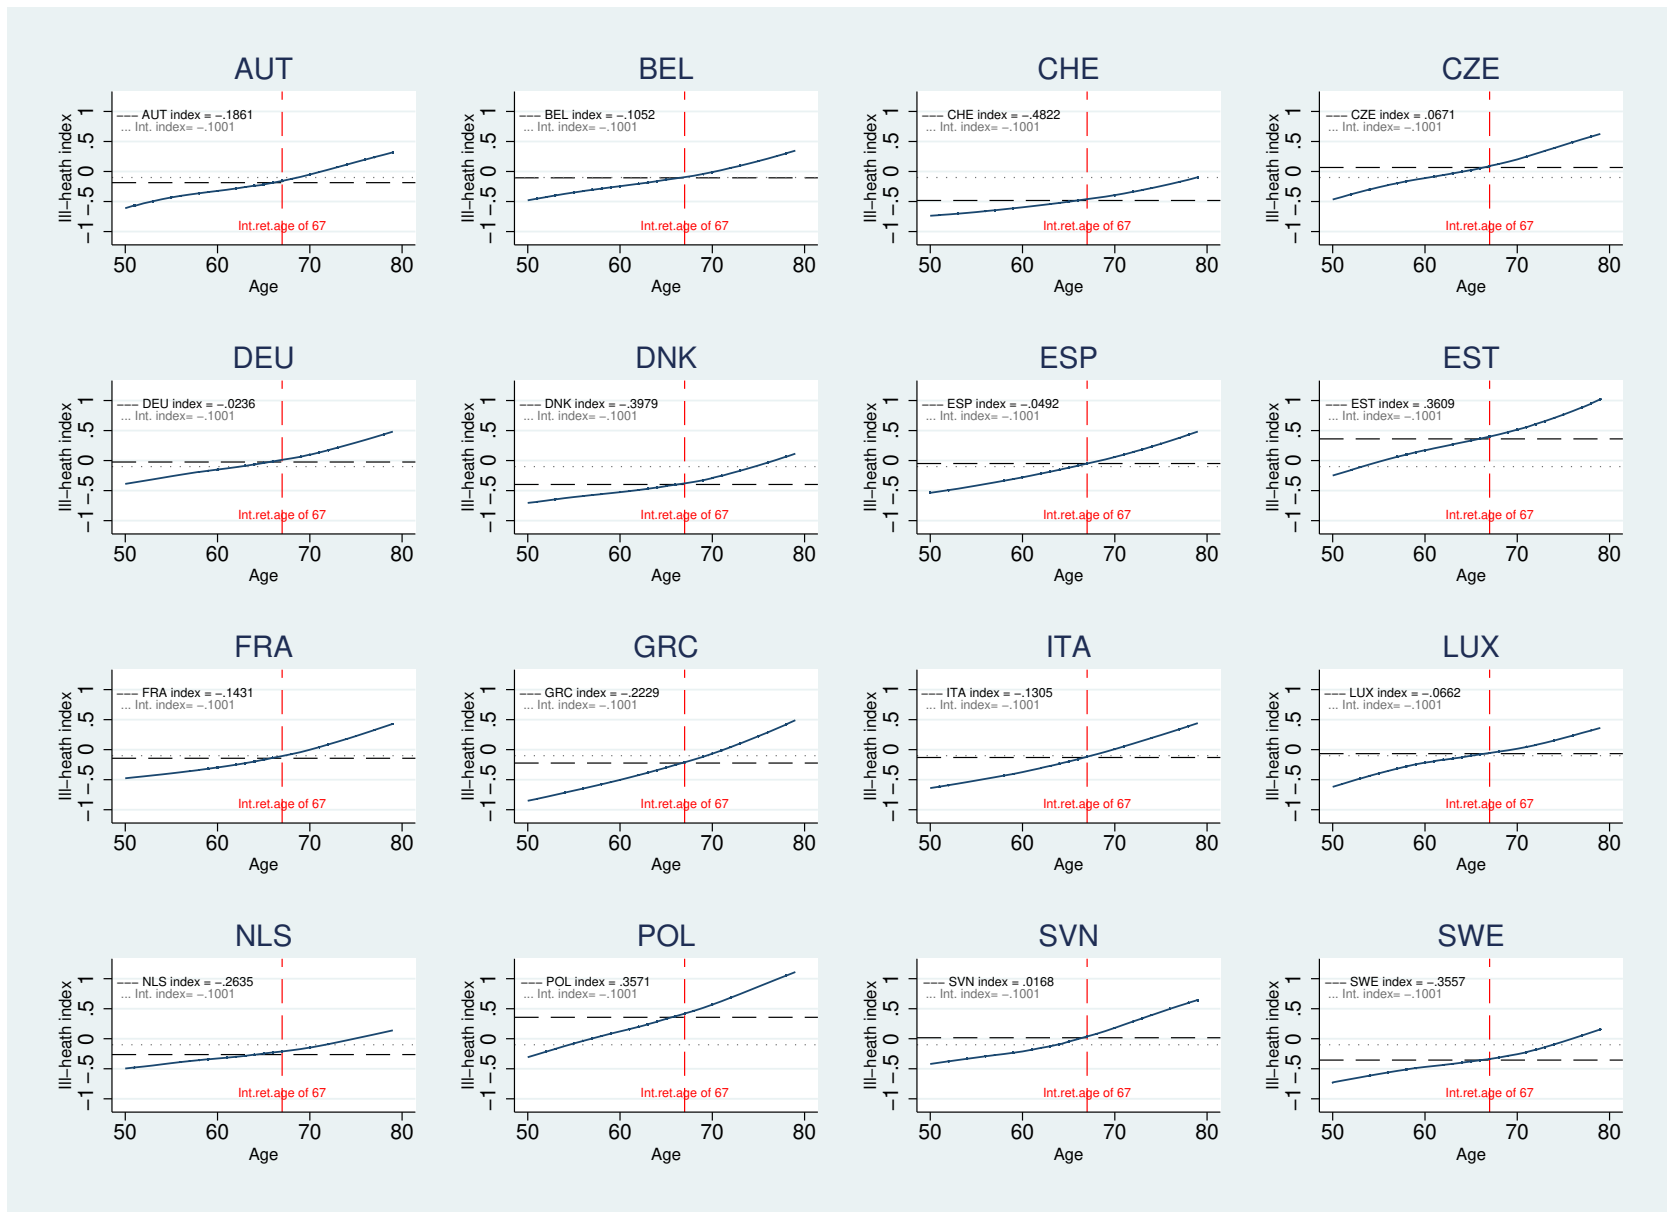 AUT
BEL
CHE
CZE
Ill−heath index
−1 −.5 0 .5 1
−−− AUT index = −.1861
... Int. index= −.1001
Int.ret.age of 67
50 60 70 80
Age
Ill−heath index
−1 −.5 0 .5 1
−−− BEL index = −.1052
... Int. index= −.1001
Int.ret.age of 67
50 60 70 80
Age
Ill−heath index
−1 −.5 0 .5 1
−−− CHE index = −.4822
... Int. index= −.1001
Int.ret.age of 67
50 60 70 80
Age
Ill−heath index
−1 −.5 0 .5 1
−−− CZE index = .0671
... Int. index= −.1001
Int.ret.age of 67
50 60 70 80
Age
DEU
DNK
ESP
EST
Ill−heath index
−1 −.5 0 .5 1
−−− DEU index = −.0236
... Int. index= −.1001
Int.ret.age of 67
50 60 70 80
Age
Ill−heath index
−1 −.5 0 .5 1
−−− DNK index = −.3979
... Int. index= −.1001
Int.ret.age of 67
50 60 70 80
Age
Ill−heath index
−1 −.5 0 .5 1
−−− ESP index = −.0492
... Int. index= −.1001
Int.ret.age of 67
50 60 70 80
Age
Ill−heath index
−1 −.5 0 .5 1
−−− EST index = .3609
... Int. index= −.1001
Int.ret.age of 67
50 60 70 80
Age
FRA
GRC
ITA
LUX
Ill−heath index
−1 −.5 0 .5 1
−−− FRA index = −.1431
... Int. index= −.1001
Int.ret.age of 67
50 60 70 80
Age
Ill−heath index
−1 −.5 0 .5 1
−−− GRC index = −.2229
... Int. index= −.1001
Int.ret.age of 67
50 60 70 80
Age
Ill−heath index
−1 −.5 0 .5 1
−−− ITA index = −.1305
... Int. index= −.1001
Int.ret.age of 67
50 60 70 80
Age
Ill−heath index
−1 −.5 0 .5 1
−−− LUX index = −.0662
... Int. index= −.1001
Int.ret.age of 67
50 60 70 80
Age
NLS
POL
SVN
SWE
Ill−heath index
−1 −.5 0 .5 1
−−− NLS index = −.2635
... Int. index= −.1001
Int.ret.age of 67
50 60 70 80
Age
Ill−heath index
−1 −.5 0 .5 1
−−− POL index = .3571
... Int. index= −.1001
Int.ret.age of 67
50 60 70 80
Age
Ill−heath index
−1 −.5 0 .5 1
−−− SVN index = .0168
... Int. index= −.1001
Int.ret.age of 67
50 60 70 80
Age
Ill−heath index
−1 −.5 0 .5 1
−−− SWE index = −.3557
... Int. index= −.1001
Int.ret.age of 67
50 60 70 80
Age